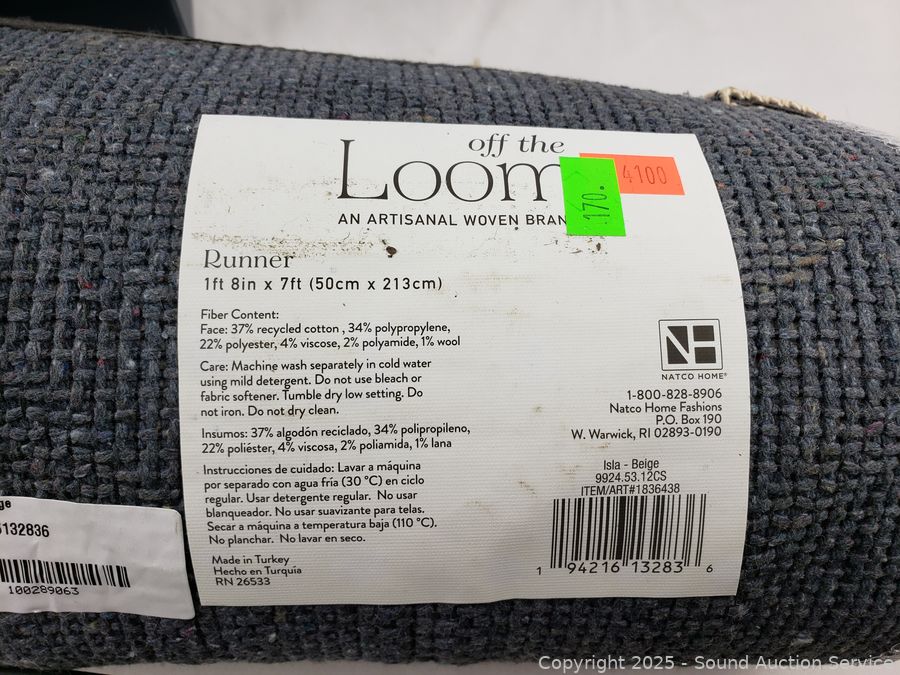 off the
Loom
AN ARTISANAL WOVEN BRAN
4100
170.
Runner
1ft 8in x 7ft (50cm x 213cm)
Fiber Content:
Face: 37% recycled cotton , 34% polypropylene,
22% polyester, 4% viscose, 2% polyamide, 1% wool
Care: Machine wash separately in cold water
using mild detergent. Do not use bleach or
fabric softener. Tumble dry low setting. Do
not iron. Do not dry clean.
Insumos: 37% algodón reciclado, 34% polipropileno,
22% poliéster, 4% viscosa, 2% poliamida, 1% lana
Instrucciones de cuidado: Lavar a máquina
por separado con agua fría (30 °C) en ciclo
regular. Usar detergente regular. No usar
blanqueador. No usar suavizante para telas.
Secar a máquina a temperatura baja (110 °C).
No planchar. No lavar en seco.
Made in Turkey
Hecho en Turquía
RN 26533
NATCO HOME®
1-800-828-8906
Natco Home Fashions
P.O. Box 190
W. Warwick, RI 02893-0190
Isla - Beige
9924.53.12CS
ITEM/ART#1836438
1 94216 13283 6
ge
5132836
100289063
Copyright 2025 - Sound Auction Service